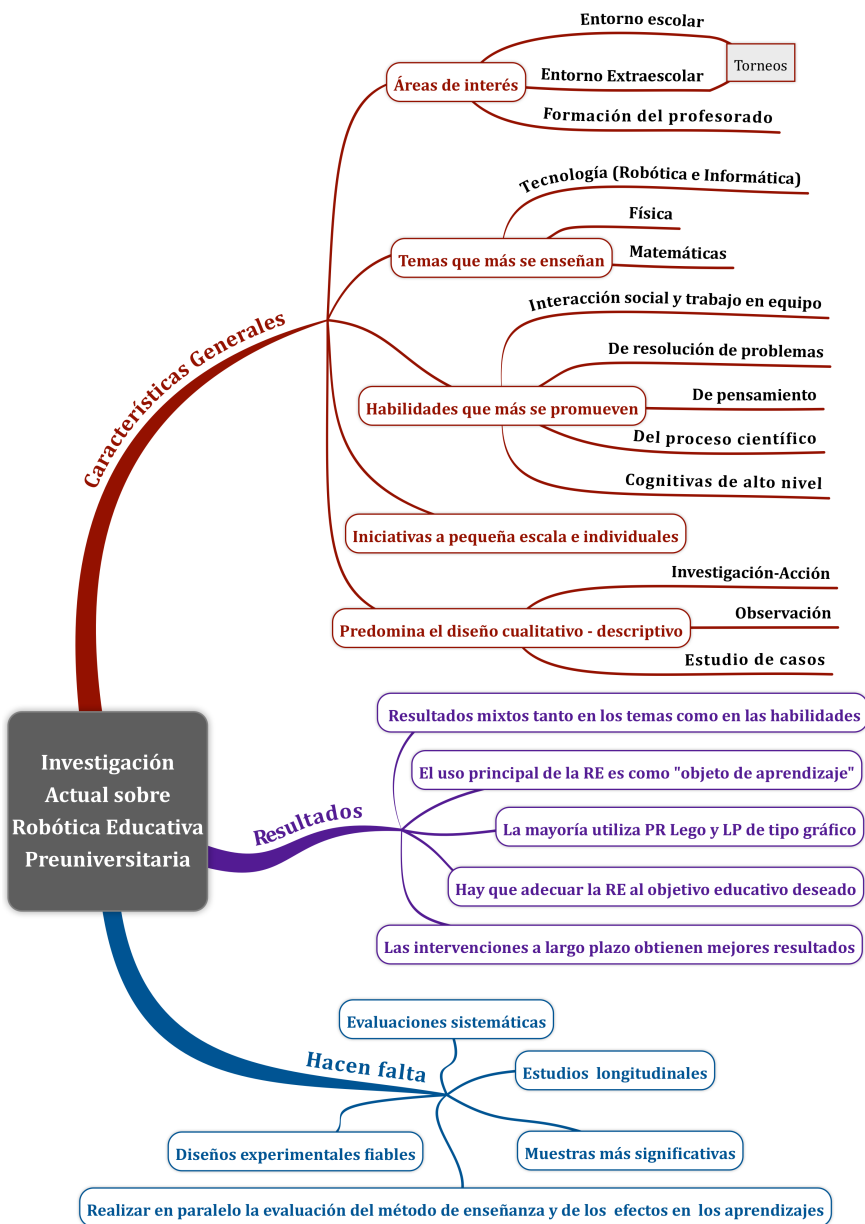 Entorno escolar
Torneos
Áreas de interés
Entorno Extraescolar
Formación del profesorado
Tecnología (Robótica e Informática)
Física
Temas que más se enseñan
Matemáticas
Interacción social y trabajo en equipo
Características Generales
De resolución de problemas
Habilidades que más se promueven
De pensamiento
Del proceso científico
Cognitivas de alto nivel
Iniciativas a pequeña escala e individuales
Investigación-Acción
Predomina el diseño cualitativo - descriptivo
Observación
Estudio de casos
Investigación
Actual sobre
Robótica Educativa
Preuniversitaria
Resultados
Resultados mixtos tanto en los temas como en las habilidades
El uso principal de la RE es como "objeto de aprendizaje"
La mayoría utiliza PR Lego y LP de tipo gráfico
Hay que adecuar la RE al objetivo educativo deseado
Las intervenciones a largo plazo obtienen mejores resultados
Hacen falta
Evaluaciones sistemáticas
Estudios longitudinales
Diseños experimentales fiables
Muestras más significativas
Realizar en paralelo la evaluación del método de enseñanza y de los efectos en los aprendizajes